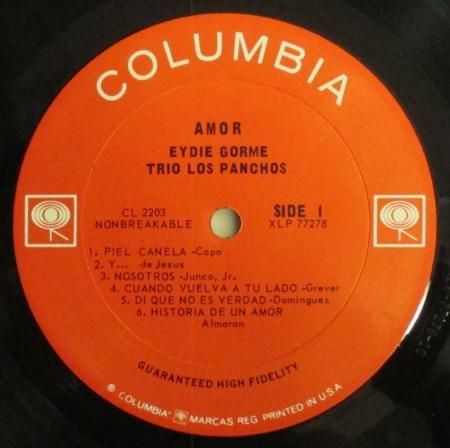 COLUMBIA
AMOR
EYDIE GORME
TRIO LOS PANCHOS
CL 2203
NONBREAKABLE
SIDE 1
XLP 77278
1. PIEL CANELA -Capo
2. Y... -de Jesus
3. NOSOTROS -Junco, Jr.
4. CUANDO VUELVA A TU LADO -Grever
5. DI QUE NO ES VERDAD -Dominguez
6. HISTORIA DE UN AMOR
Almaran
GUARANTEED HIGH FIDELITY
® "COLUMBIA" MARCAS REG. PRINTED IN U.S.A.